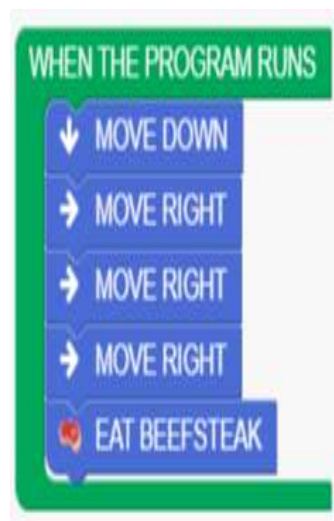 WHEN THE PROGRAM RUNS
MOVE DOWN
MOVE RIGHT
MOVE RIGHT
MOVE RIGHT
EAT BEEFSTEAK